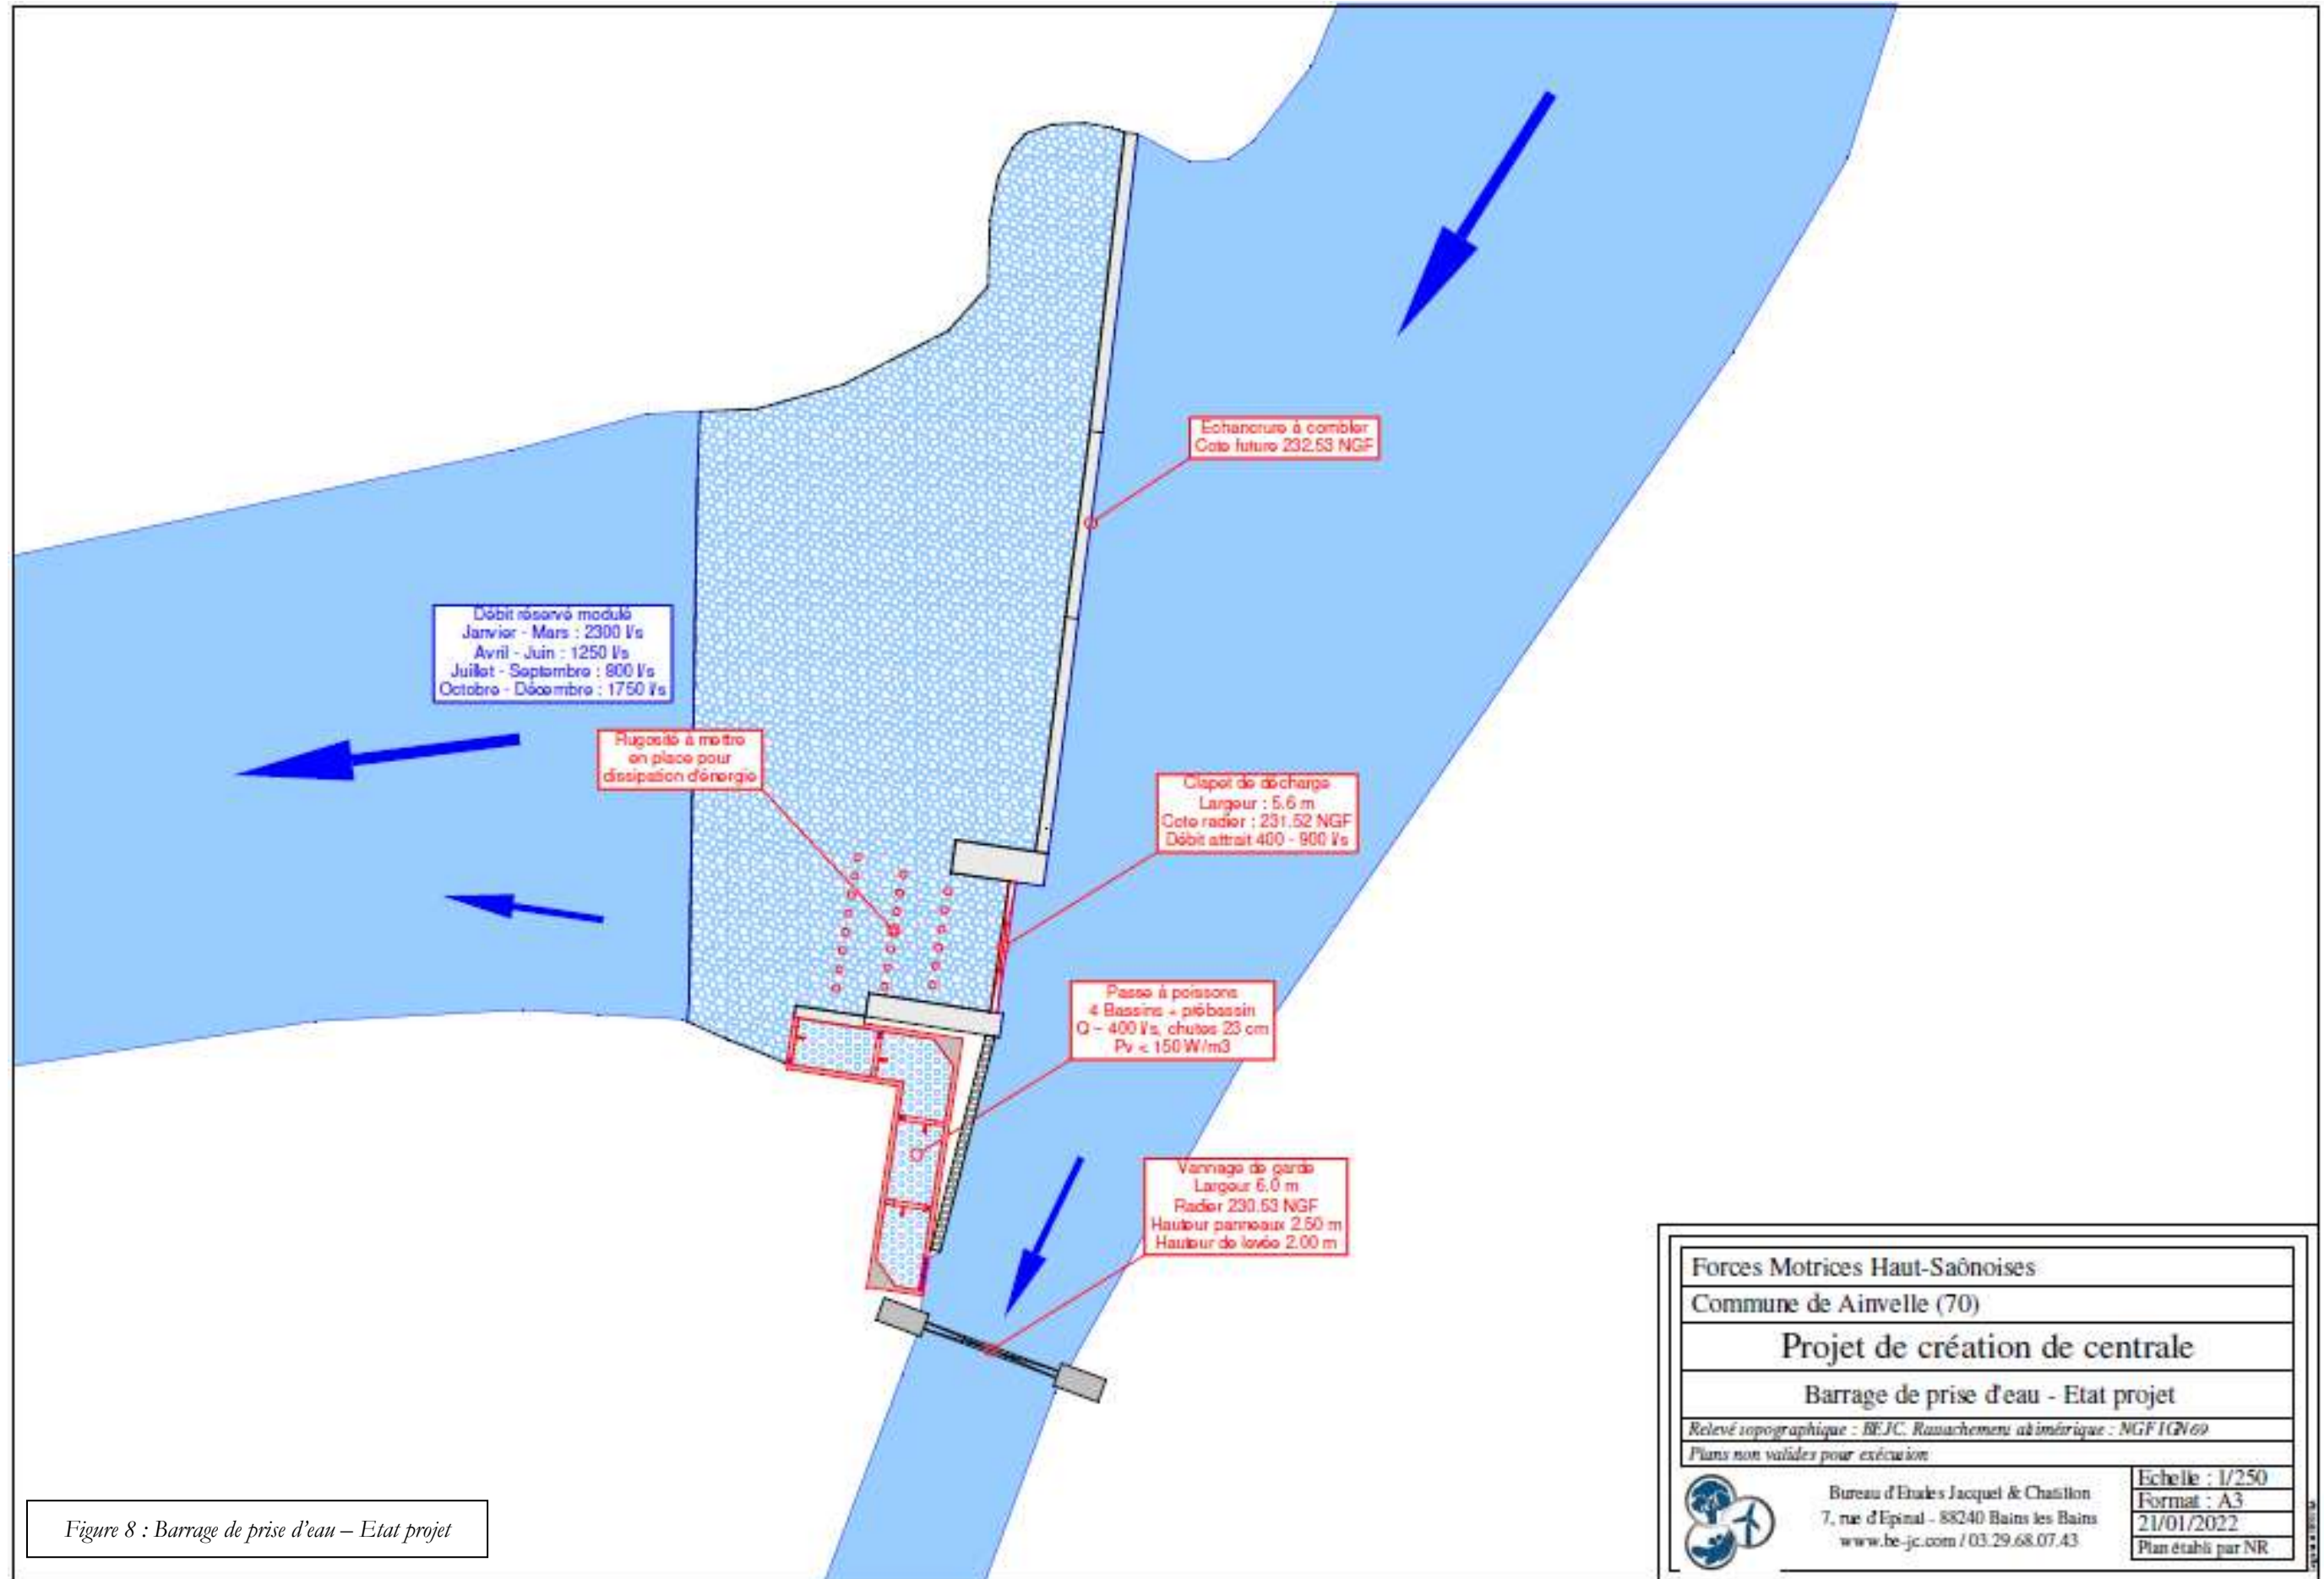 Echancrure à combler
Cote future 232.53 NGF
Débit réservé modulé
Janvier - Mars : 2300 l/s
Avril - Juin : 1250 l/s
Juillet - Septembre : 800 l/s
Octobre - Décembre : 1750 l/s
Rugosité à mettre
en place pour
dissipation d'énergie
Clapet de décharge
Largeur : 5.6 m
Cote radier : 231.52 NGF
Débit attrait 400 - 900 l/s
Passe à poissons
4 Bassins + prébassin
Q ~ 400 l/s, chutes 23 cm
Pv < 150 W/m3
Vannage de garde
Largeur 6.0 m
Radier 230.53 NGF
Hauteur panneaux 2.50 m
Hauteur de levée 2.00 m
Forces Motrices Haut-Saônoises
Commune de Ainvelle (70)
Projet de création de centrale
Barrage de prise d'eau - Etat projet
Relevé topographique : BEJC. Rattachement altimétrique : NGF IGN 69
Plans non valides pour exécution
Bureau d'Etudes Jacquel & Chatillon
7, rue d'Epinal - 88240 Bains les Bains
www.be-jc.com / 03.29.68.07.43
Echelle : 1/250
Format : A3
21/01/2022
Plan établi par NR
Figure 8 : Barrage de prise d'eau – Etat projet